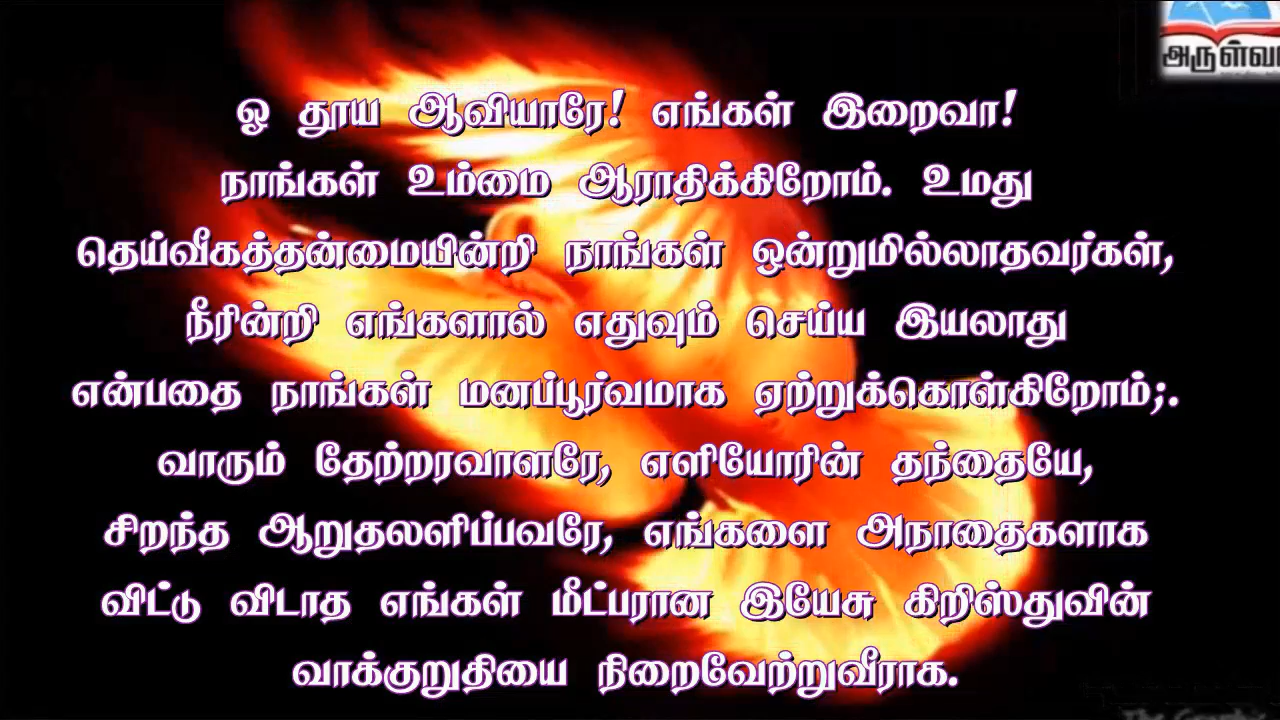 அருள்வா
ஓ தூய ஆவியாரே! எங்கள் இறைவா!
நாங்கள் உம்மை ஆராதிக்கிறோம். உமது
தெய்வீகத்தன்மையின்றி நாங்கள் ஒன்றுமில்லாதவர்கள்,
நீரின்றி எங்களால் எதுவும் செய்ய இயலாது
என்பதை நாங்கள் மனப்பூர்வமாக ஏற்றுக்கொள்கிறோம்;.
வாரும் தேற்றரவாளரே, எளியோரின் தந்தையே,
சிறந்த ஆறுதலளிப்பவரே, எங்களை அநாதைகளாக
விட்டு விடாத எங்கள் மீட்பரான இயேசு கிறிஸ்துவின்
வாக்குறுதியை நிறைவேற்றுவீராக.